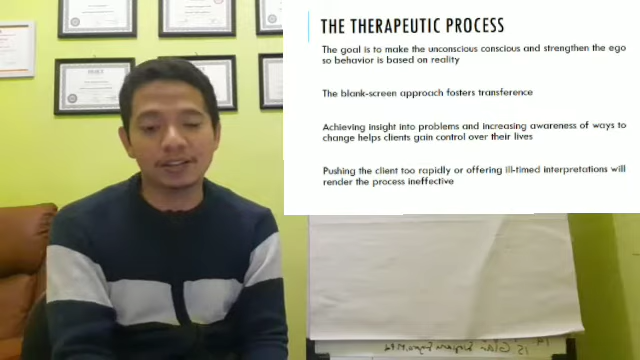 THE THERAPEUTIC PROCESS
The goal is to make the unconscious conscious and strengthen the ego
so behavior is based on reality
The blank-screen approach fosters transference
Achieving insight into problems and increasing awareness of ways to
change helps clients gain control over their lives
Pushing the client too rapidly or offering ill-timed interpretations will
render the process ineffective